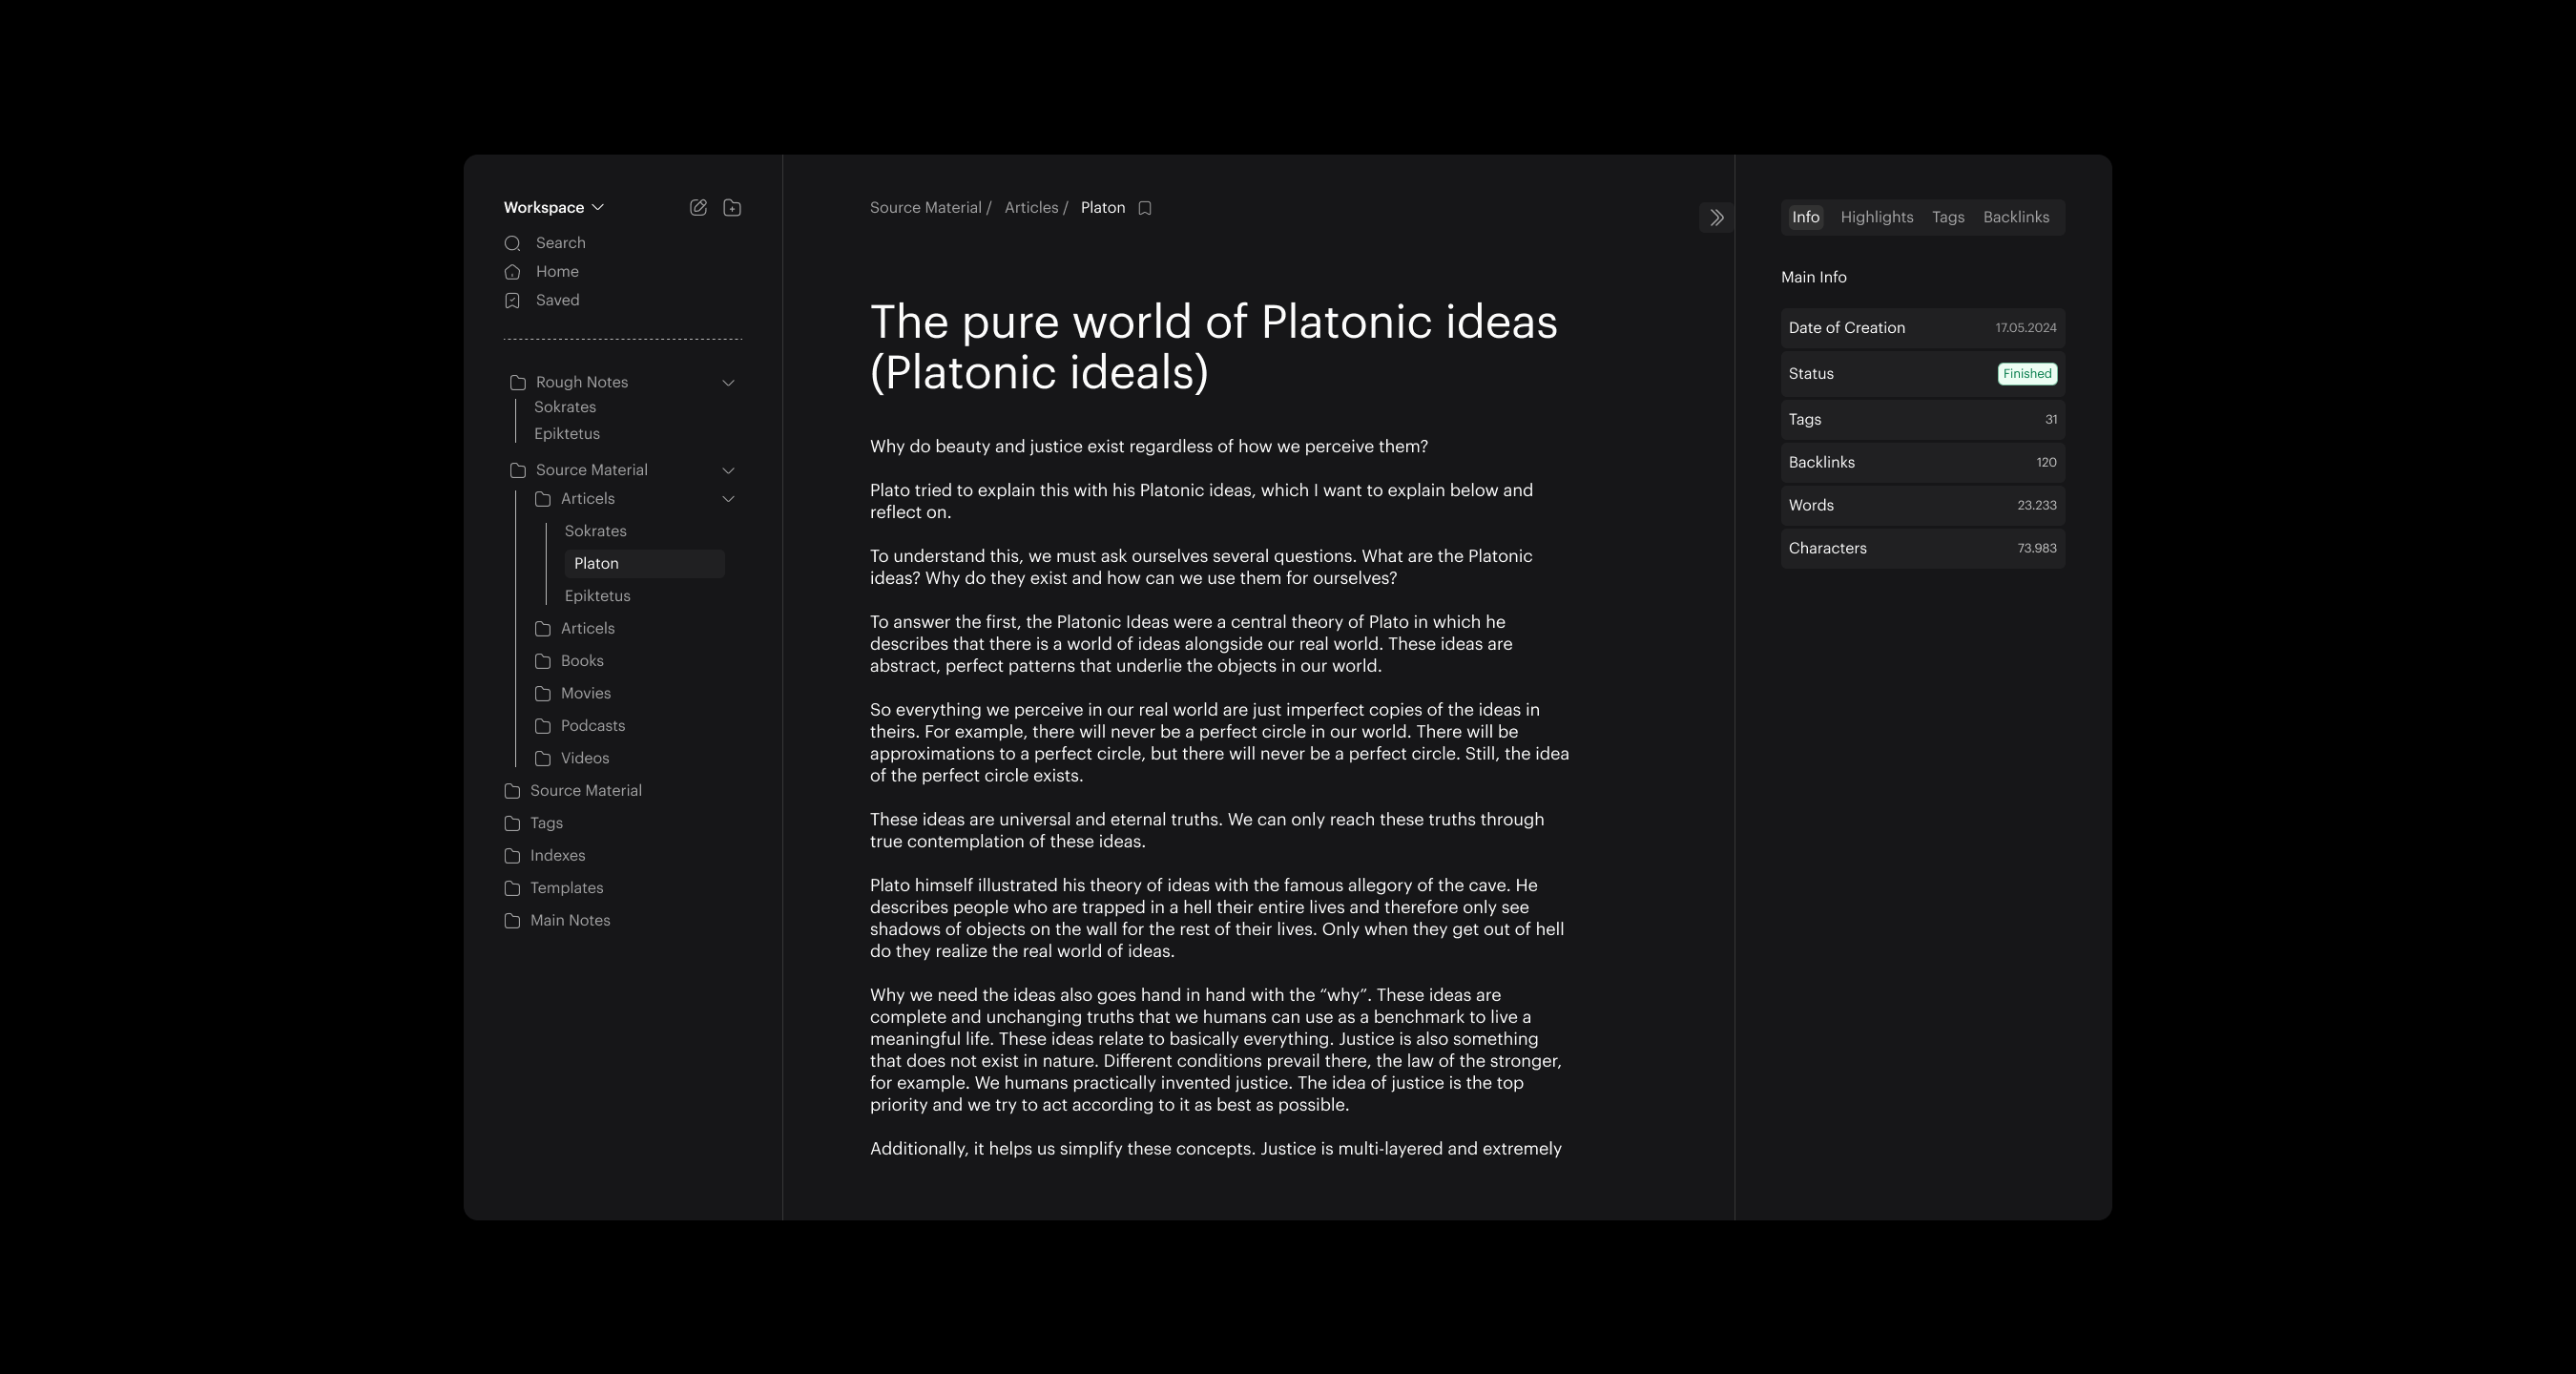 Workspace
Search
Home
Saved
Rough Notes
Sokrates
Epiktetus
Source Material
Articels
Sokrates
Platon
Epiktetus
Articels
Books
Movies
Podcasts
Videos
Source Material
Tags
Indexes
Templates
Main Notes
Source Material / Articles / Platon
The pure world of Platonic ideas
(Platonic ideals)
Why do beauty and justice exist regardless of how we perceive them?
Plato tried to explain this with his Platonic ideas, which I want to explain below and
reflect on.
To understand this, we must ask ourselves several questions. What are the Platonic
ideas? Why do they exist and how can we use them for ourselves?
To answer the first, the Platonic Ideas were a central theory of Plato in which he
describes that there is a world of ideas alongside our real world. These ideas are
abstract, perfect patterns that underlie the objects in our world.
So everything we perceive in our real world are just imperfect copies of the ideas in
theirs. For example, there will never be a perfect circle in our world. There will be
approximations to a perfect circle, but there will never be a perfect circle. Still, the idea
of the perfect circle exists.
These ideas are universal and eternal truths. We can only reach these truths through
true contemplation of these ideas.
Plato himself illustrated his theory of ideas with the famous allegory of the cave. He
describes people who are trapped in a hell their entire lives and therefore only see
shadows of objects on the wall for the rest of their lives. Only when they get out of hell
do they realize the real world of ideas.
Why we need the ideas also goes hand in hand with the “why”. These ideas are
complete and unchanging truths that we humans can use as a benchmark to live a
meaningful life. These ideas relate to basically everything. Justice is also something
that does not exist in nature. Different conditions prevail there, the law of the stronger,
for example. We humans practically invented justice. The idea of justice is the top
priority and we try to act according to it as best as possible.
Additionally, it helps us simplify these concepts. Justice is multi-layered and extremely
Info Highlights Tags Backlinks
Main Info
Date of Creation 17.05.2024
Status Finished
Tags 31
Backlinks 120
Words 23.233
Characters 73.983